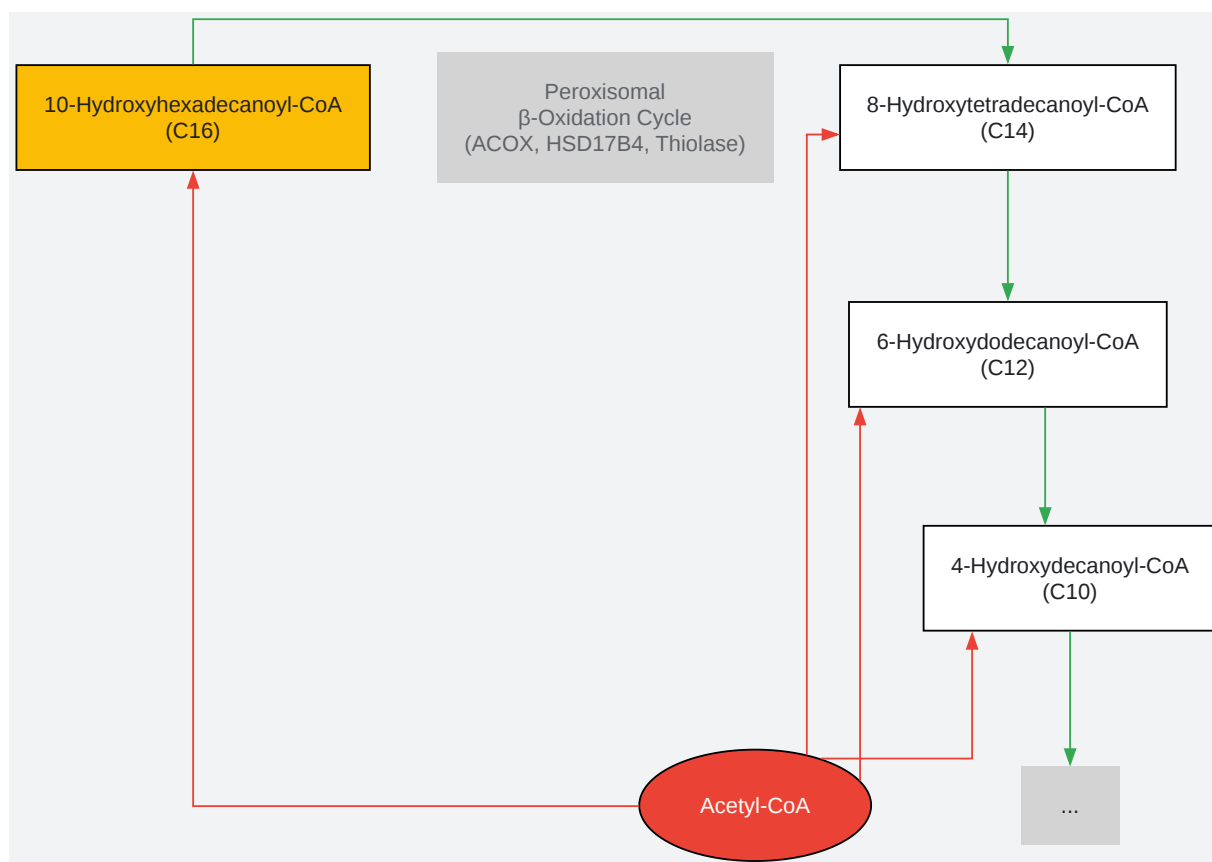 10-Hydroxyhexadecanoyl-CoA
(C16)
Peroxisomal
β-Oxidation Cycle
(ACOX, HSD17B4, Thiolase)
8-Hydroxytetradecanoyl-CoA
(C14)
6-Hydroxydodecanoyl-CoA
(C12)
4-Hydroxydecanoyl-CoA
(C10)
Acetyl-CoA
...